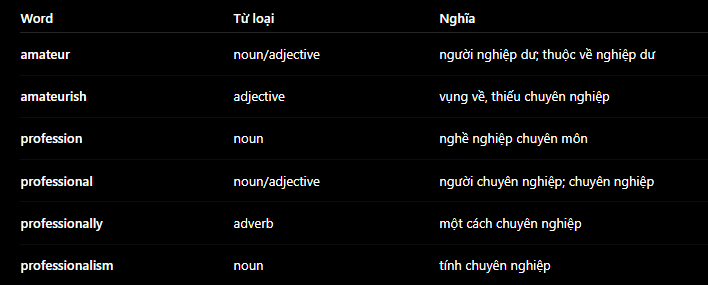 Word Từ loại Nghĩa
amateur noun/adjective người nghiệp dư; thuộc về nghiệp dư
amateurish adjective vụng về, thiếu chuyên nghiệp
profession noun nghề nghiệp chuyên môn
professional noun/adjective người chuyên nghiệp; chuyên nghiệp
professionally adverb một cách chuyên nghiệp
professionalism noun tính chuyên nghiệp